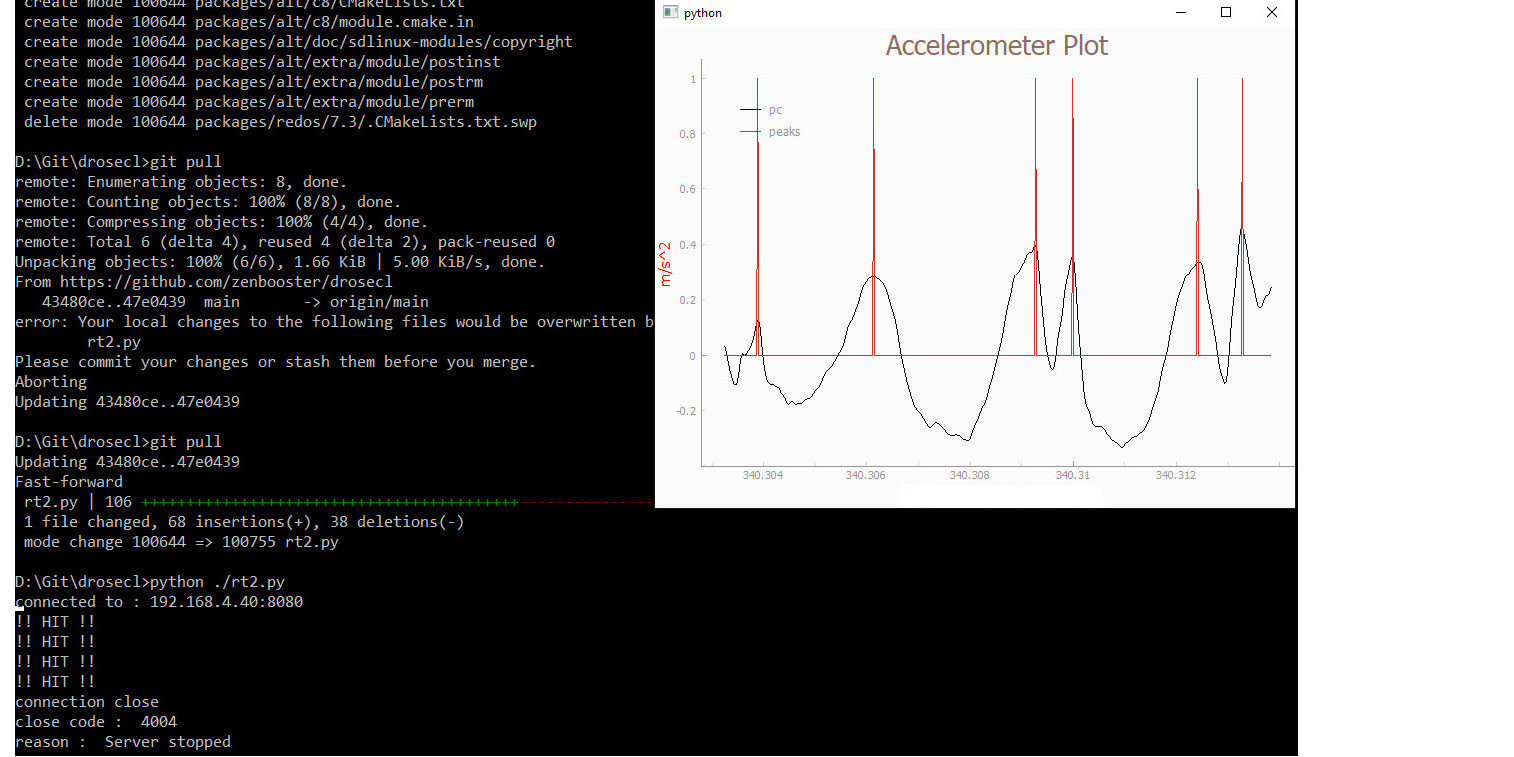 create mode 100644 packages/alt/c8/CMakeLists.txt
create mode 100644 packages/alt/c8/module.cmake.in
create mode 100644 packages/alt/doc/sdlinux-modules/copyright
create mode 100644 packages/alt/extra/module/postinst
create mode 100644 packages/alt/extra/module/postrm
create mode 100644 packages/alt/extra/module/prerm
delete mode 100644 packages/redos/7.3/.CMakeLists.txt.swp
D:\Git\drosecl>git pull
remote: Enumerating objects: 8, done.
remote: Counting objects: 100% (8/8), done.
remote: Compressing objects: 100% (4/4), done.
remote: Total 6 (delta 4), reused 4 (delta 2), pack-reused 0
Unpacking objects: 100% (6/6), 1.66 KiB | 5.00 KiB/s, done.
From https://github.com/zenbooster/drosecl
43480ce..47e0439  main       -> origin/main
error: Your local changes to the following files would be overwritten b
rt2.py
Please commit your changes or stash them before you merge.
Aborting
Updating 43480ce..47e0439
D:\Git\drosecl>git pull
Updating 43480ce..47e0439
Fast-forward
rt2.py | 106 ++++++++++++++++++++++++++++++++++++++++++---------------
1 file changed, 68 insertions(+), 38 deletions(-)
mode change 100644 => 100755 rt2.py
D:\Git\drosecl>python ./rt2.py
connected to : 192.168.4.40:8080
!! HIT !!
!! HIT !!
!! HIT !!
!! HIT !!
connection close
close code :  4004
reason :  Server stopped
python
Accelerometer Plot
pc
peaks
m/s^2
1
0.8
0.6
0.4
0.2
0
-0.2
340.304
340.306
340.308
340.31
340.312